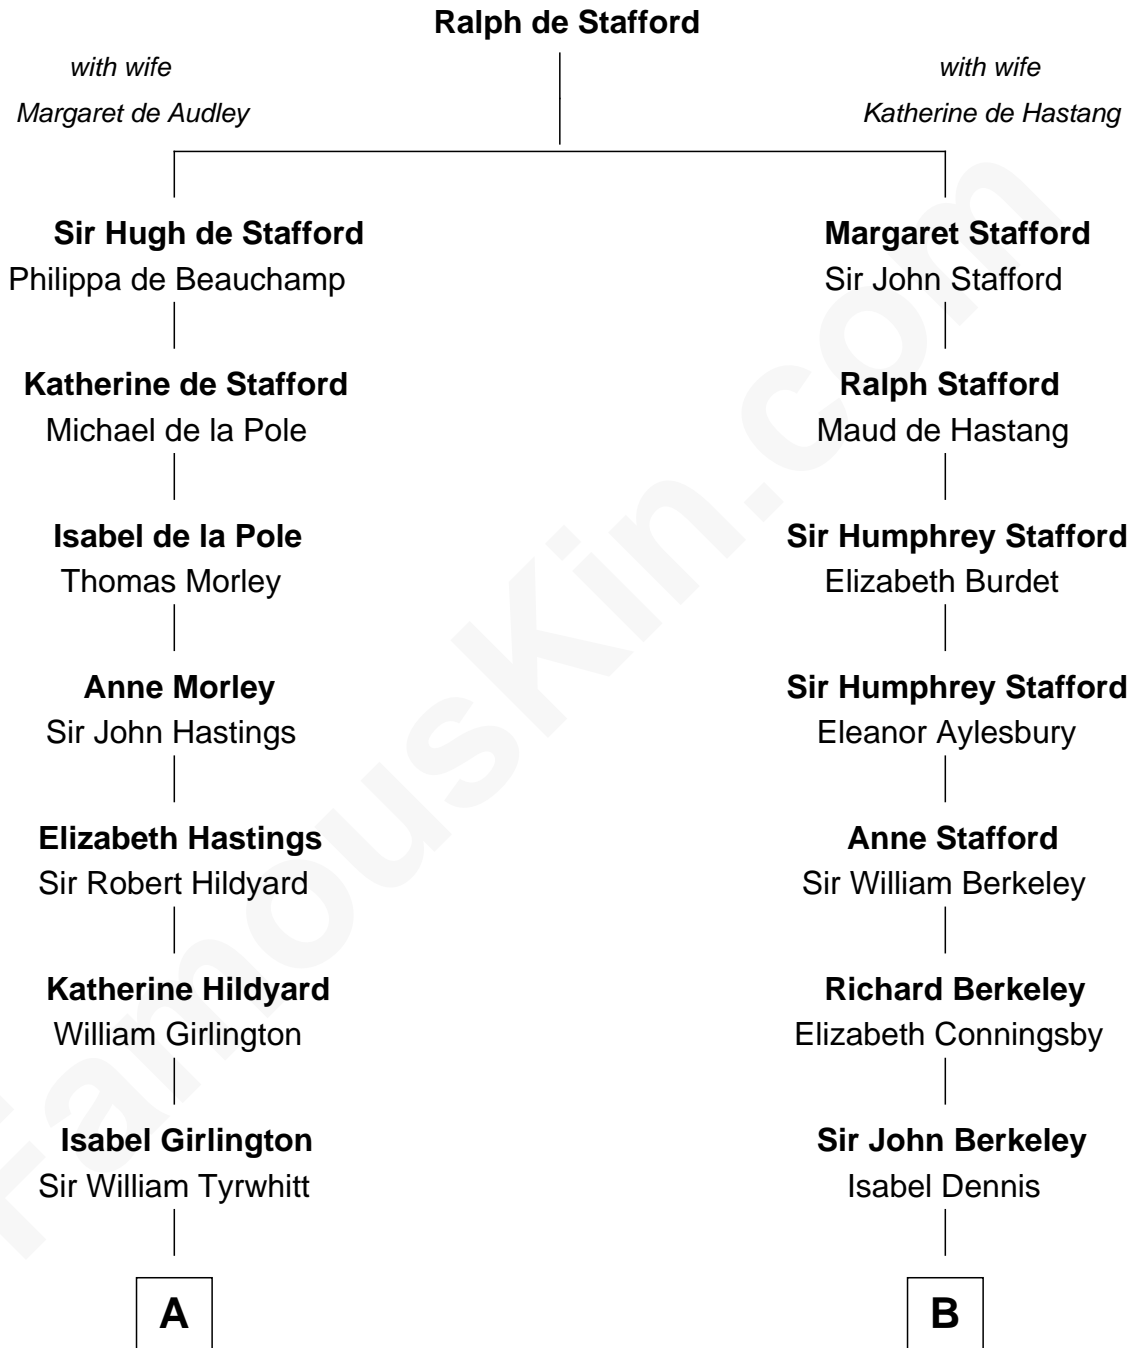 Ralph de Stafford
with wife
Margaret de Audley
with wife
Katherine de Hastang
Sir Hugh de Stafford
Philippa de Beauchamp
Margaret Stafford
Sir John Stafford
Katherine de Stafford
Michael de la Pole
Ralph Stafford
Maud de Hastang
Isabel de la Pole
Thomas Morley
Sir Humphrey Stafford
Elizabeth Burdet
Anne Morley
Sir John Hastings
Sir Humphrey Stafford
Eleanor Aylesbury
Elizabeth Hastings
Sir Robert Hildyard
Anne Stafford
Sir William Berkeley
Katherine Hildyard
William Girlington
Richard Berkeley
Elizabeth Conningsby
Isabel Girlington
Sir William Tyrwhitt
Sir John Berkeley
Isabel Dennis
A
B
FamousKin.com